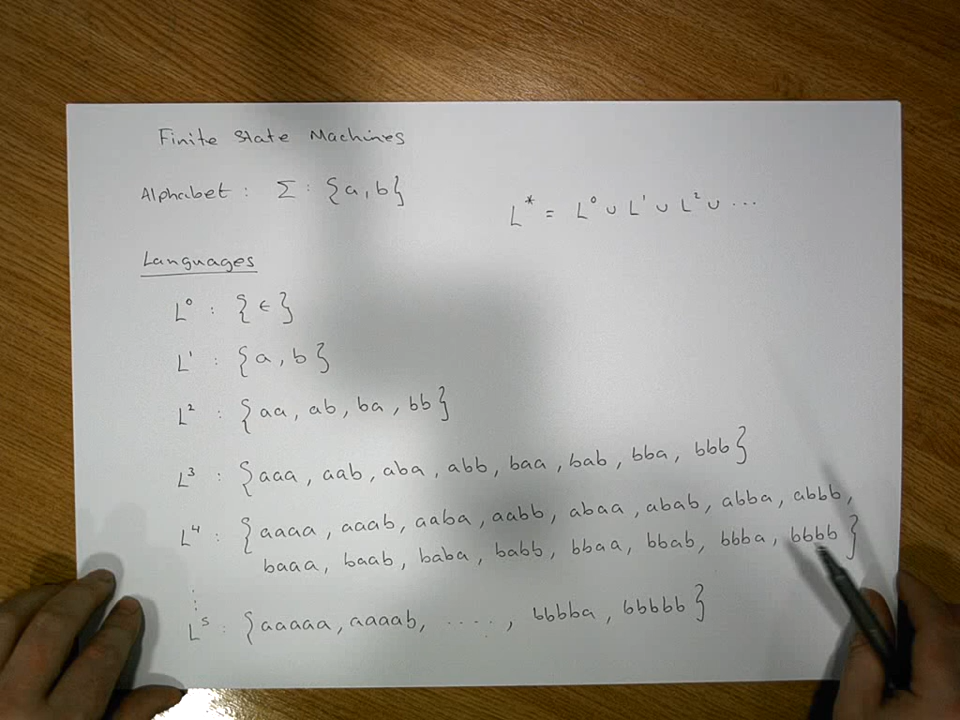 Finite State Machines
Alphabet : Σ : {a, b}
L* = L⁰ ∪ L¹ ∪ L² ∪ ...
Languages
L⁰ : {ϵ}
L¹ : {a, b}
L² : {aa, ab, ba, bb}
L³ : {aaa, aab, aba, abb, baa, bab, bba, bbb}
L⁴ : {aaaa, aaab, aaba, aabb, abaa, abab, abba, abbb,
baaa, baab, baba, babb, bbaa, bbab, bbba, bbbb}
⋮
L⁵ : {aaaaa, aaaab, ....., bbbba, bbbbb}